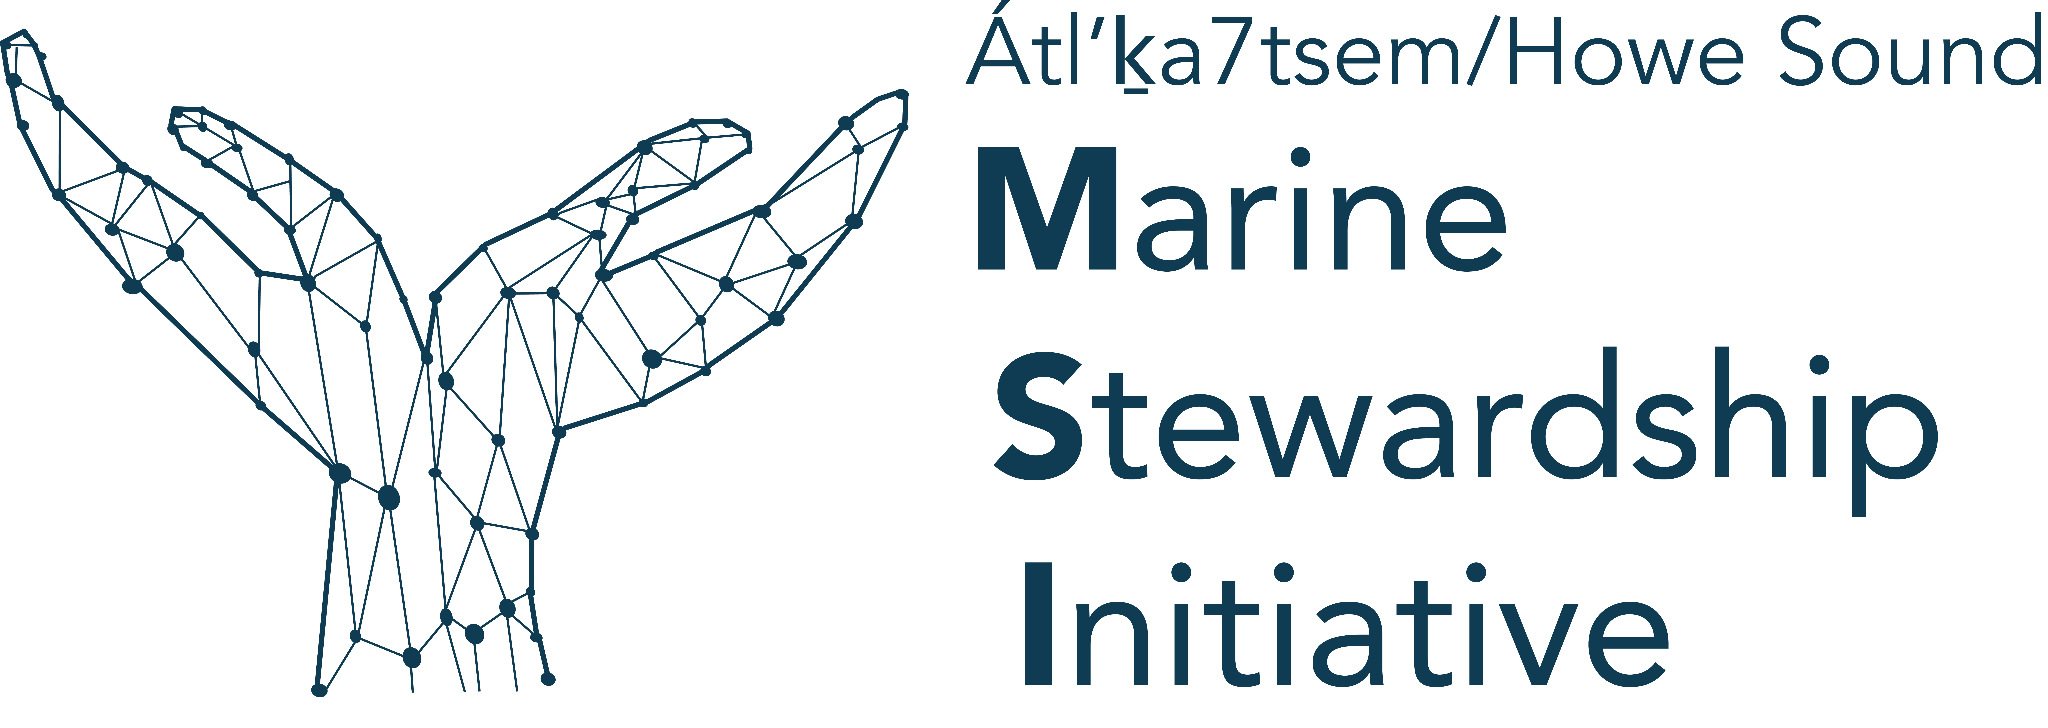 Átl’ḵa7tsem/Howe Sound
Marine
Stewardship
Initiative